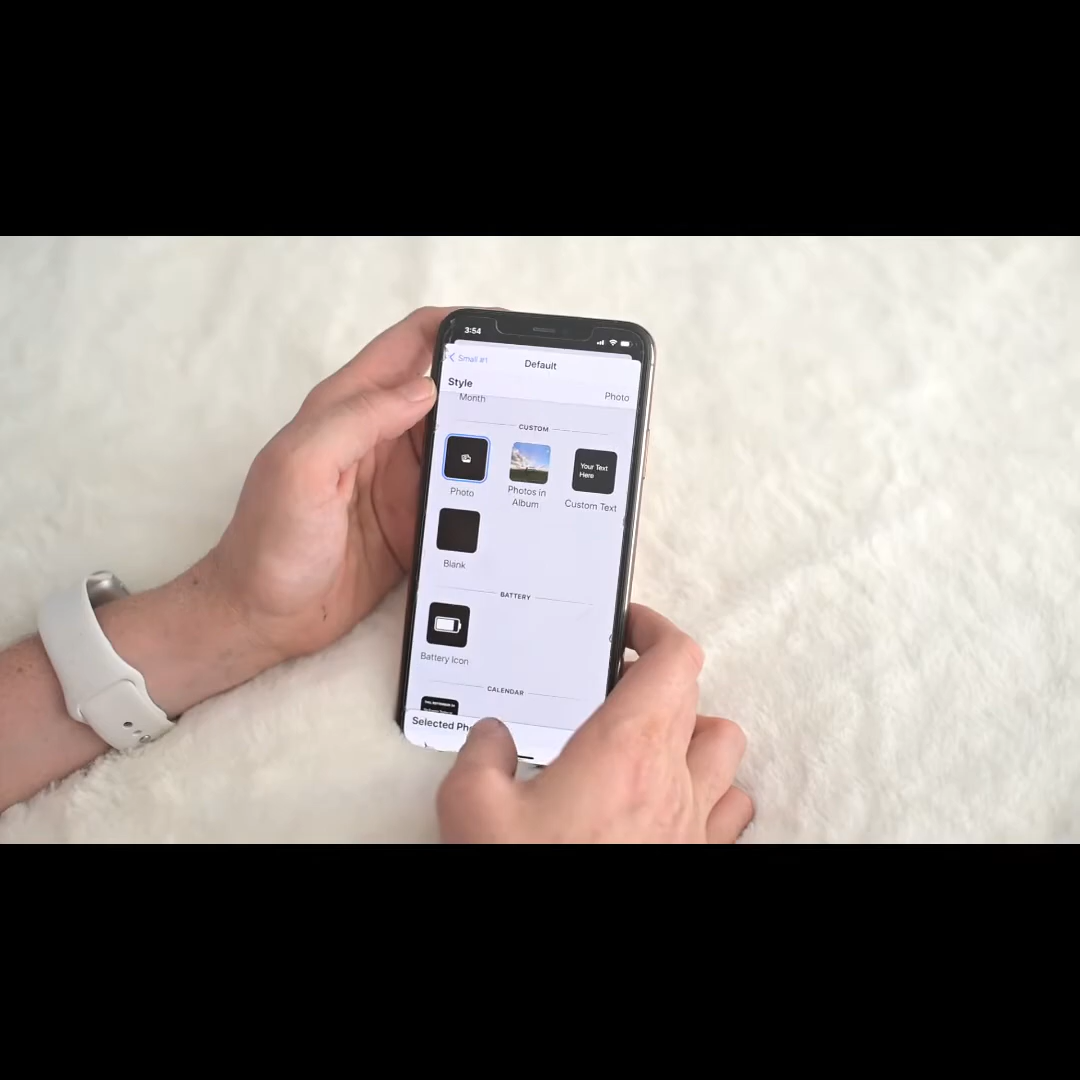 3:54
Small #1
Default
Style
Photo
Month
CUSTOM
Your Text
Here
Photo
Photos in
Album
Custom Text
Blank
BATTERY
Battery Icon
CALENDAR
Selected